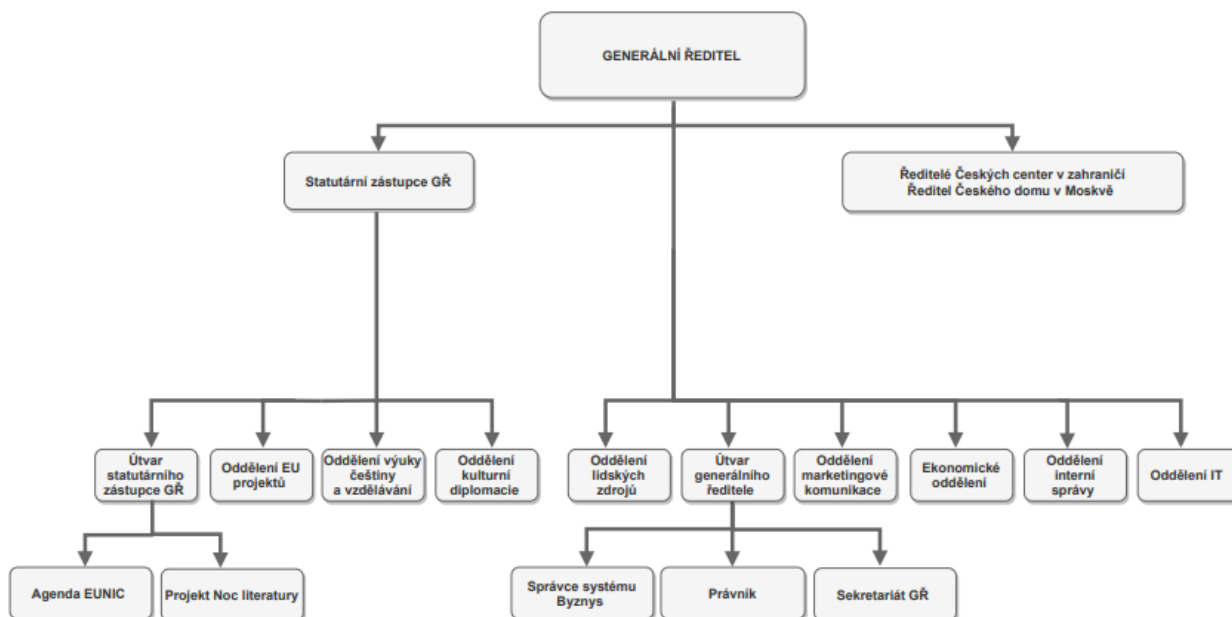 GENERÁLNÍ ŘEDITEL
Statutární zástupce GŘ
Ředitelé Českých center v zahraničí
Ředitel Českého domu v Moskvě
Útvar
statutárního
zástupce GŘ
Oddělení EU
projektů
Oddělení výuky
češtiny
a vzdělávání
Oddělení
kulturní
diplomacie
Oddělení
lidských
zdrojů
Útvar
generálního
ředitele
Oddělení
marketingové
komunikace
Ekonomické
oddělení
Oddělení
interní
správy
Oddělení IT
Agenda EUNIC
Projekt Noc literatury
Správce systému
Byznys
Právník
Sekretariát GŘ